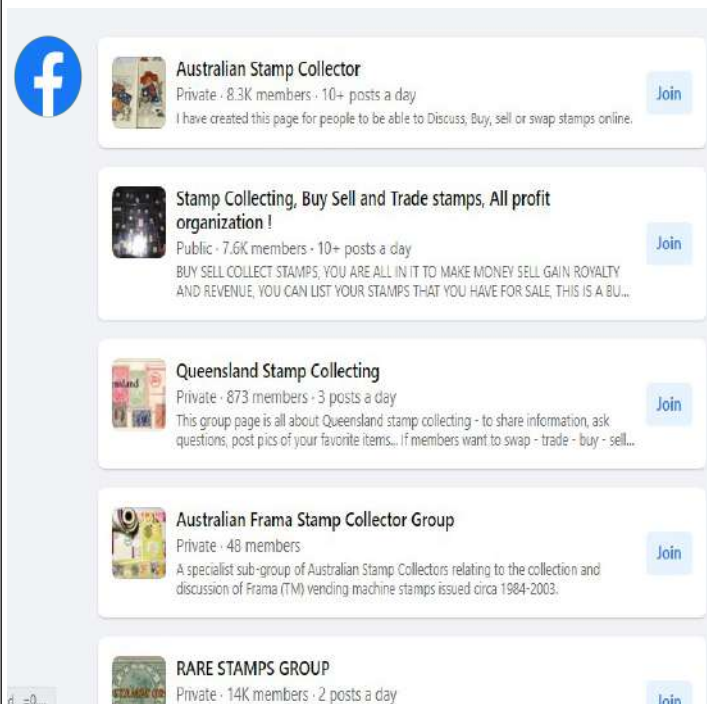 Australian Stamp Collector
Private · 8.3K members · 10+ posts a day
I have created this page for people to be able to Discuss, Buy, sell or swap stamps online.
Join
Stamp Collecting, Buy Sell and Trade stamps, All profit
organization !
Public · 7.6K members · 10+ posts a day
BUY SELL COLLECT STAMPS, YOU ARE ALL IN IT TO MAKE MONEY SELL GAIN ROYALTY
AND REVENUE, YOU CAN LIST YOUR STAMPS THAT YOU HAVE FOR SALE, THIS IS A BU...
Join
Queensland Stamp Collecting
Private · 873 members · 3 posts a day
This group page is all about Queensland stamp collecting - to share information, ask
questions, post pics of your favorite items... If members want to swap - trade - buy - sell...
Join
Australian Frama Stamp Collector Group
Private · 48 members
A specialist sub-group of Australian Stamp Collectors relating to the collection and
discussion of Frama (TM) vending machine stamps issued circa 1984-2003.
Join
RARE STAMPS GROUP
Private · 14K members · 2 posts a day
Join